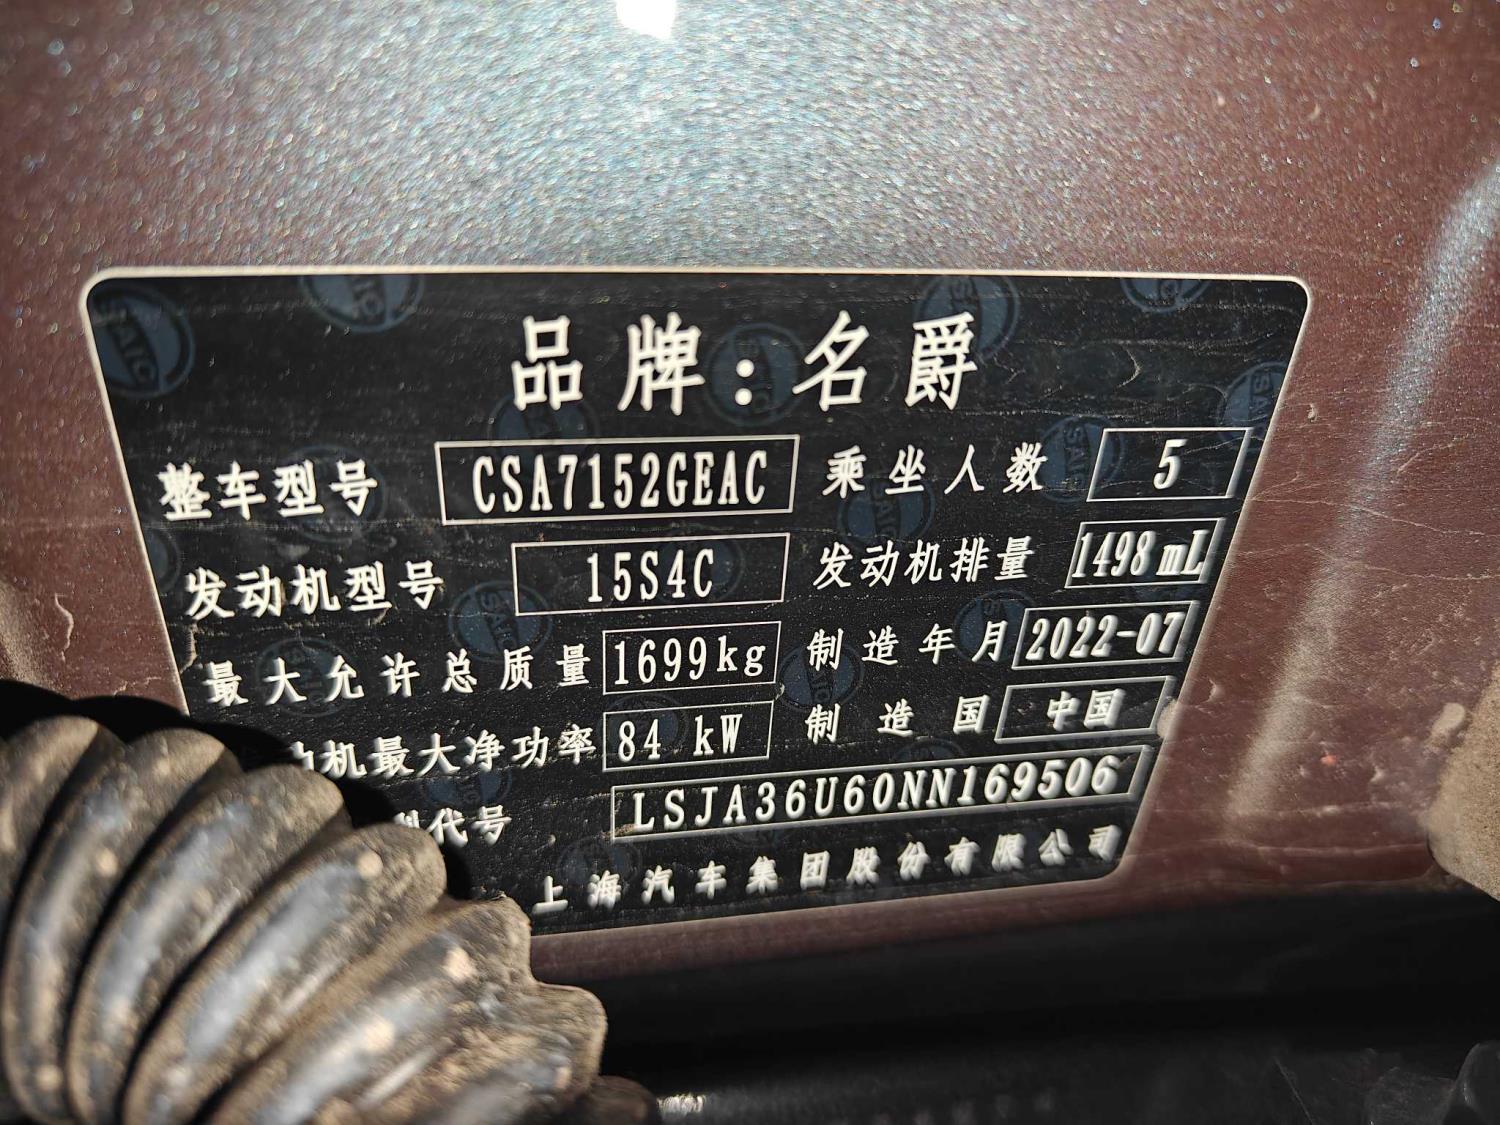 品牌：名爵
整车型号 CSA7152GEAC 乘坐人数 5
发动机型号 15S4C 发动机排量 1498 mL
最大允许总质量 1699kg 制造年月 2022-07
动机最大净功率 84 kW 制造国 中国
代号 LSJA36U60NN169506
上海汽车集团股份有限公司